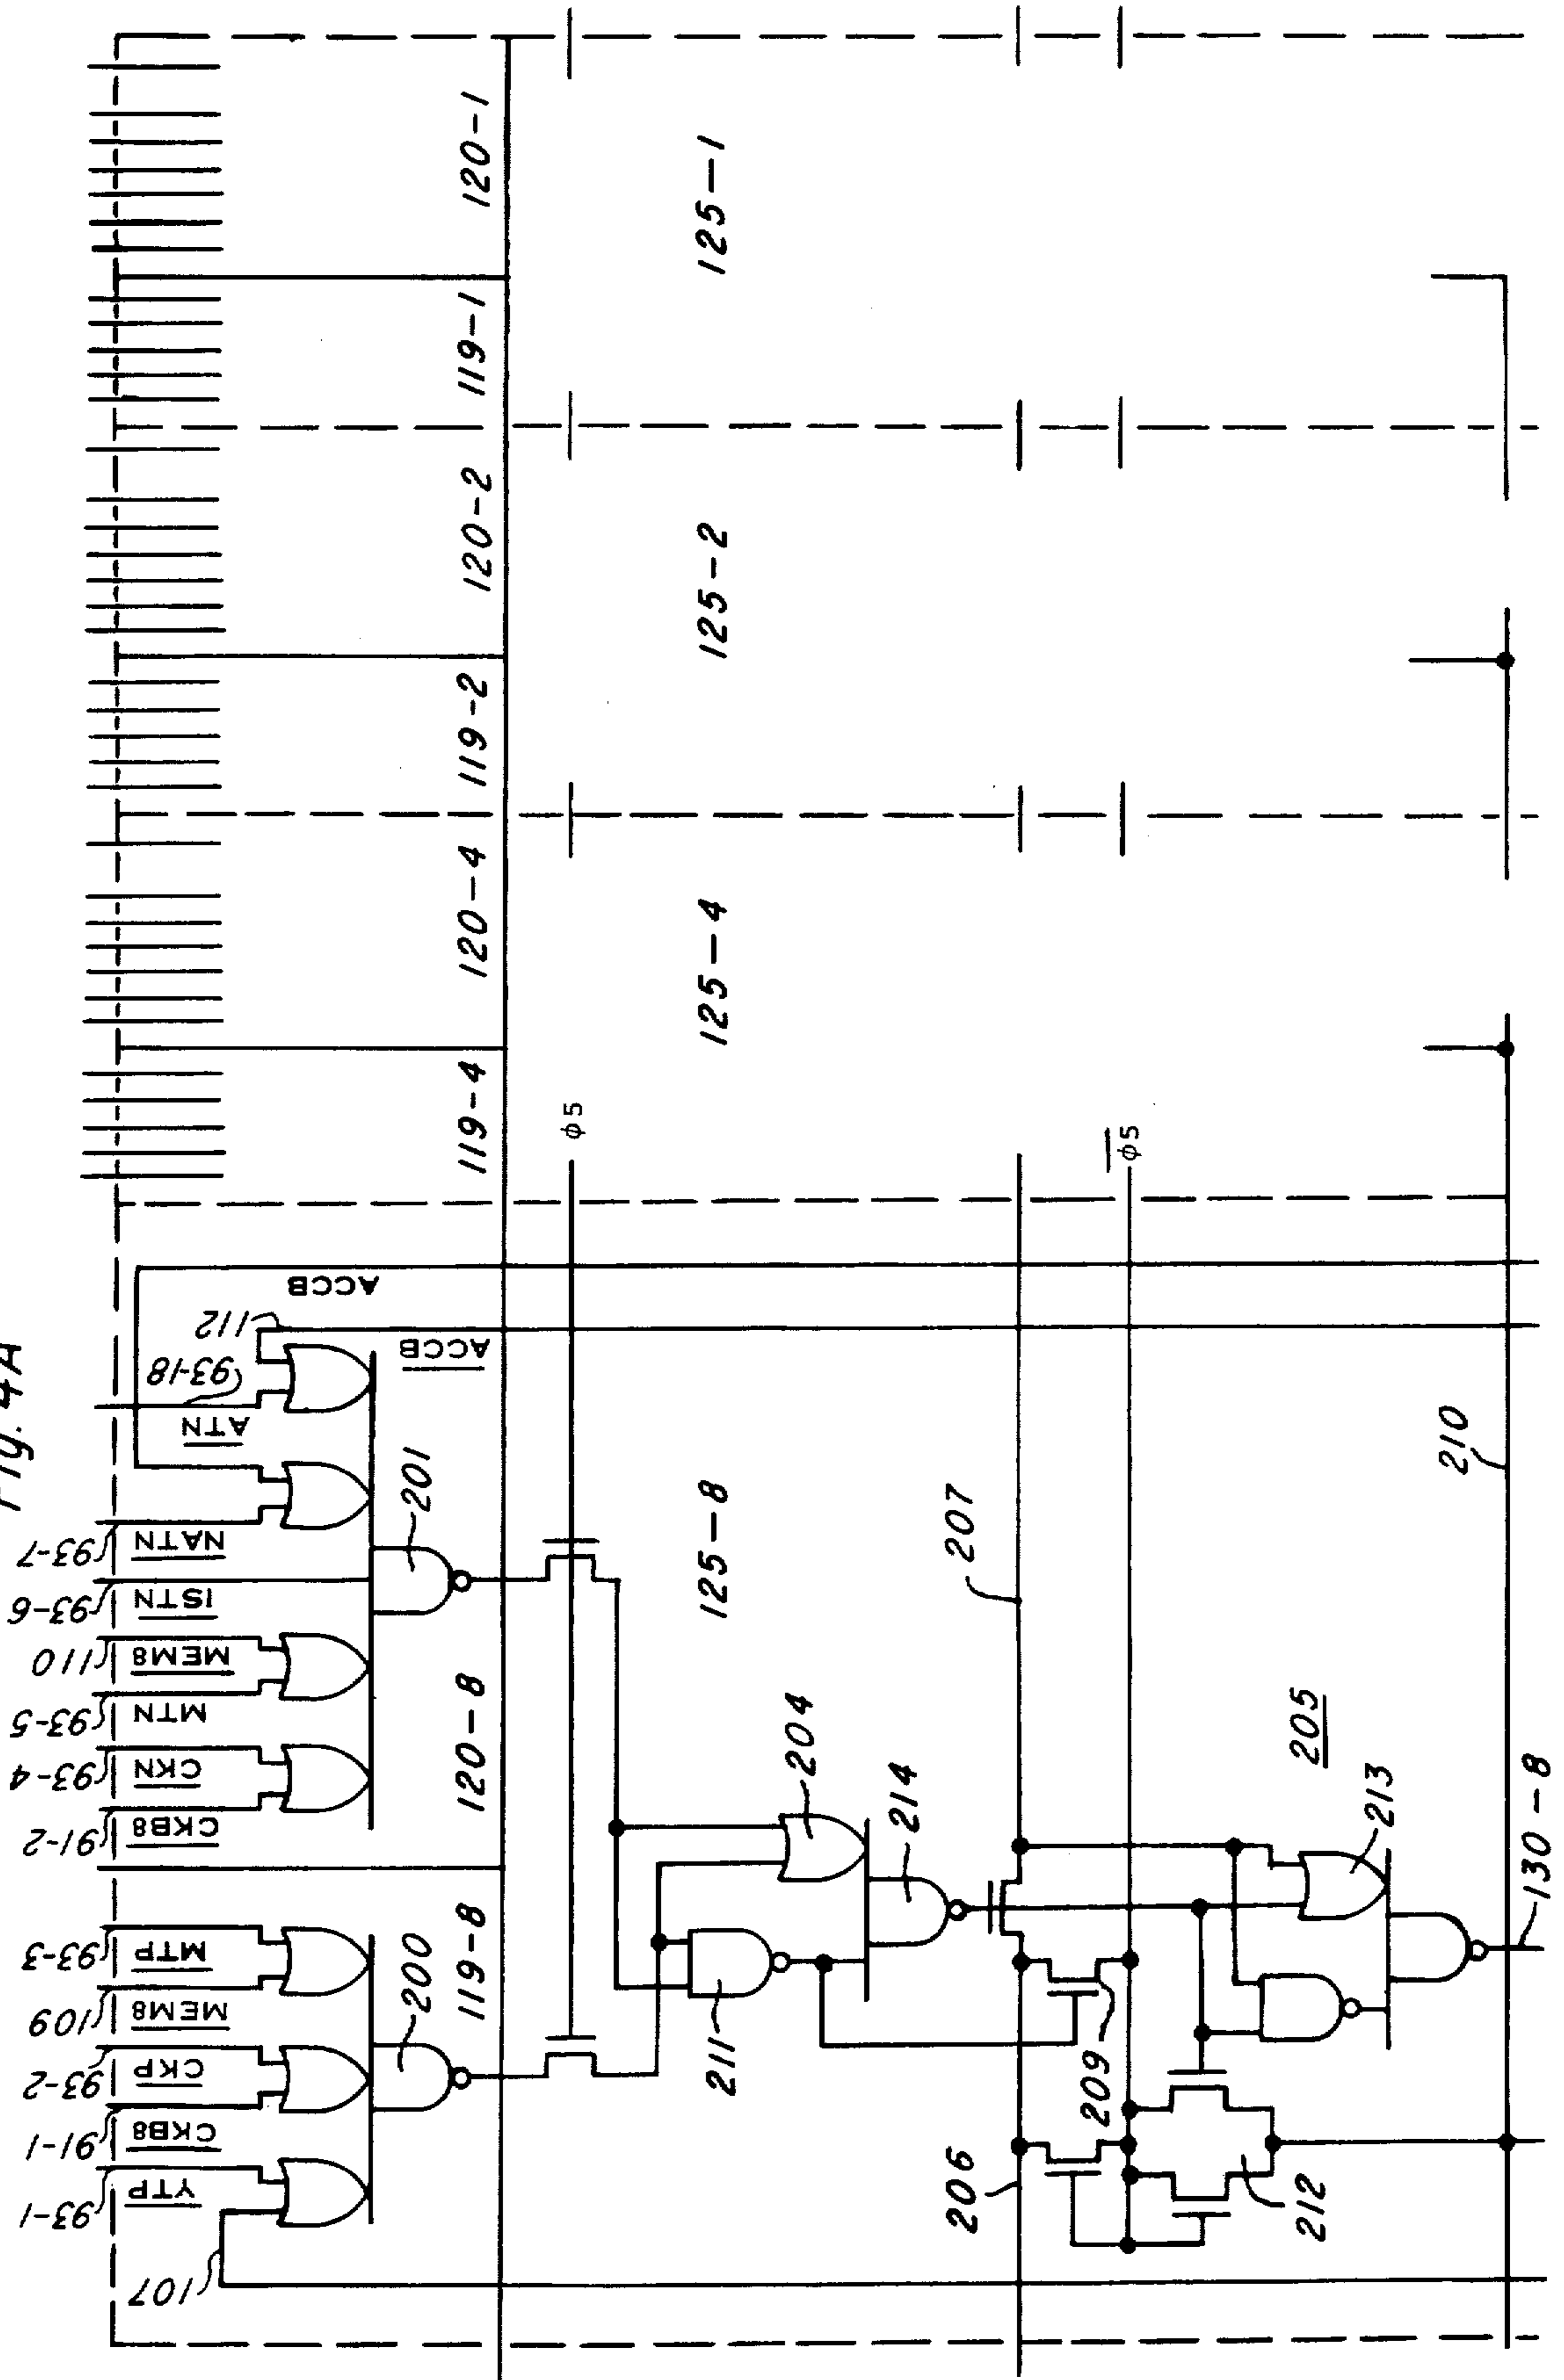 Fig. 4A
93-1
YTP
91-1
CKB8
93-2
CKP
109
MEM8
93-3
MTP
91-2
CKB8
93-4
CKN
93-5
MTN
110
MEM8
93-6
ISTN
93-7
NATN
ATN
93-18
112
ACCB
ACCB
107
200
201
119-8
120-8
119-4
120-4
119-2
120-2
119-1
120-1
φ5
211
204
214
125-8
125-4
125-2
125-1
206
207
209
φ5
212
205
213
210
130-8